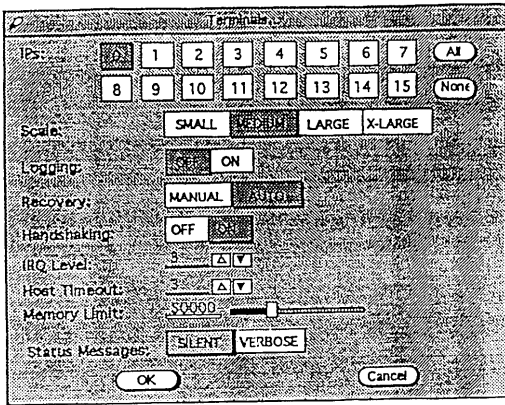 Terminals
IPs: 0 1 2 3 4 5 6 7 All
8 9 10 11 12 13 14 15 None
Scale: SMALL MEDIUM LARGE X-LARGE
Logging: OFF ON
Recovery: MANUAL AUTO
Handshaking: OFF ON
IRQ Level: 3
Host Timeout: 3
Memory Limit: 50000
Status Messages: SILENT VERBOSE
OK Cancel